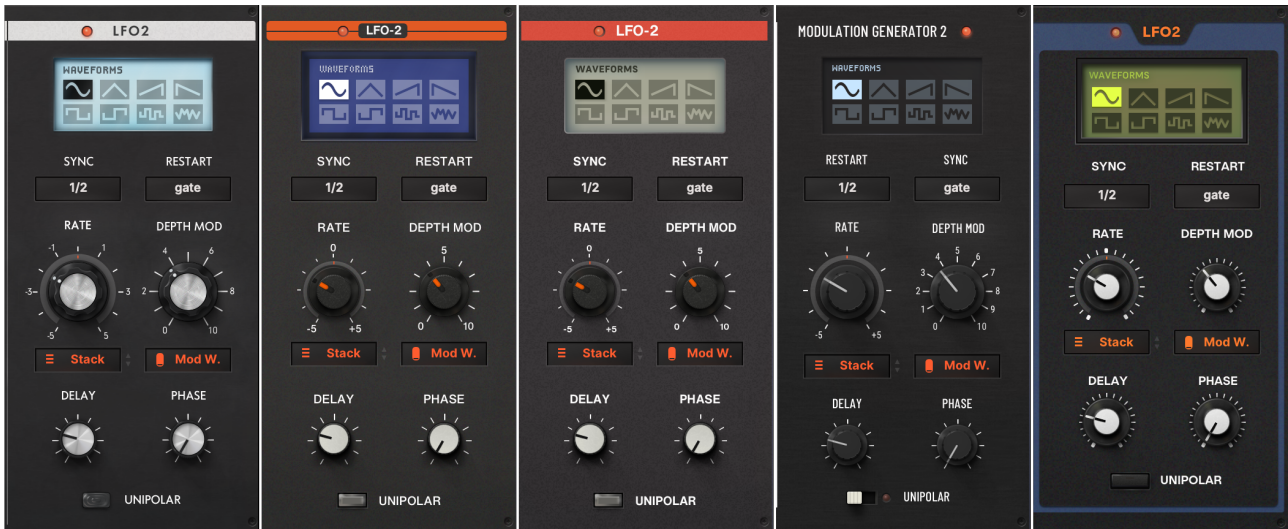 LFO2
WAVEFORMS
SYNC
RESTART
1/2
gate
RATE
DEPTH MOD
-1
1
-3
3
-5
5
4
6
2
8
0
10
Stack
Mod W.
DELAY
PHASE
UNIPOLAR
LFO-2
WAVEFORMS
SYNC
RESTART
1/2
gate
RATE
DEPTH MOD
0
-5
+5
5
0
10
Stack
Mod W.
DELAY
PHASE
UNIPOLAR
LFO-2
WAVEFORMS
SYNC
RESTART
1/2
gate
RATE
DEPTH MOD
0
-5
+5
5
0
10
Stack
Mod W.
DELAY
PHASE
UNIPOLAR
MODULATION GENERATOR 2
WAVEFORMS
RESTART
SYNC
1/2
gate
RATE
DEPTH MOD
-5
+5
4
5
6
3
7
2
8
1
9
0
10
Stack
Mod W.
DELAY
PHASE
UNIPOLAR
LFO2
WAVEFORMS
SYNC
RESTART
1/2
gate
RATE
DEPTH MOD
Stack
Mod W.
DELAY
PHASE
UNIPOLAR